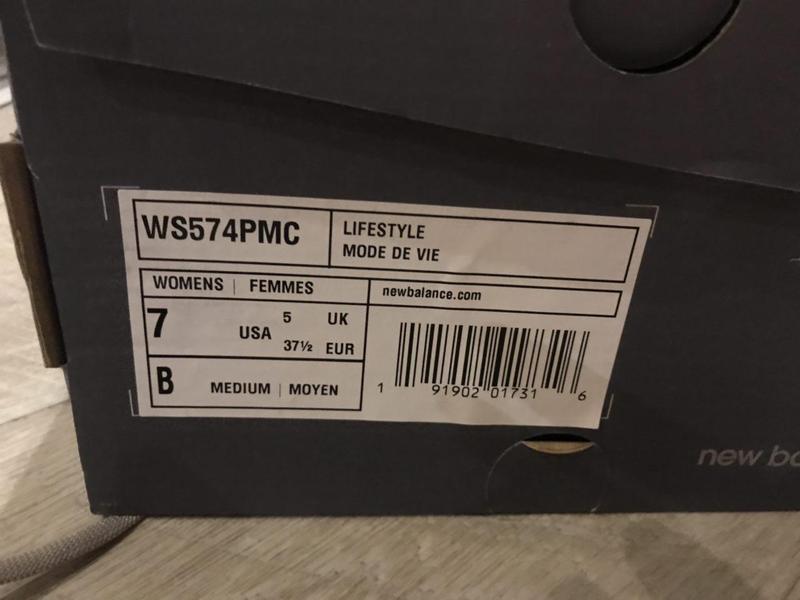 WS574PMC
LIFESTYLE
MODE DE VIE
WOMENS | FEMMES
newbalance.com
7 USA 5 UK
37½ EUR
B MEDIUM | MOYEN
1 91902 01731 6
new ba